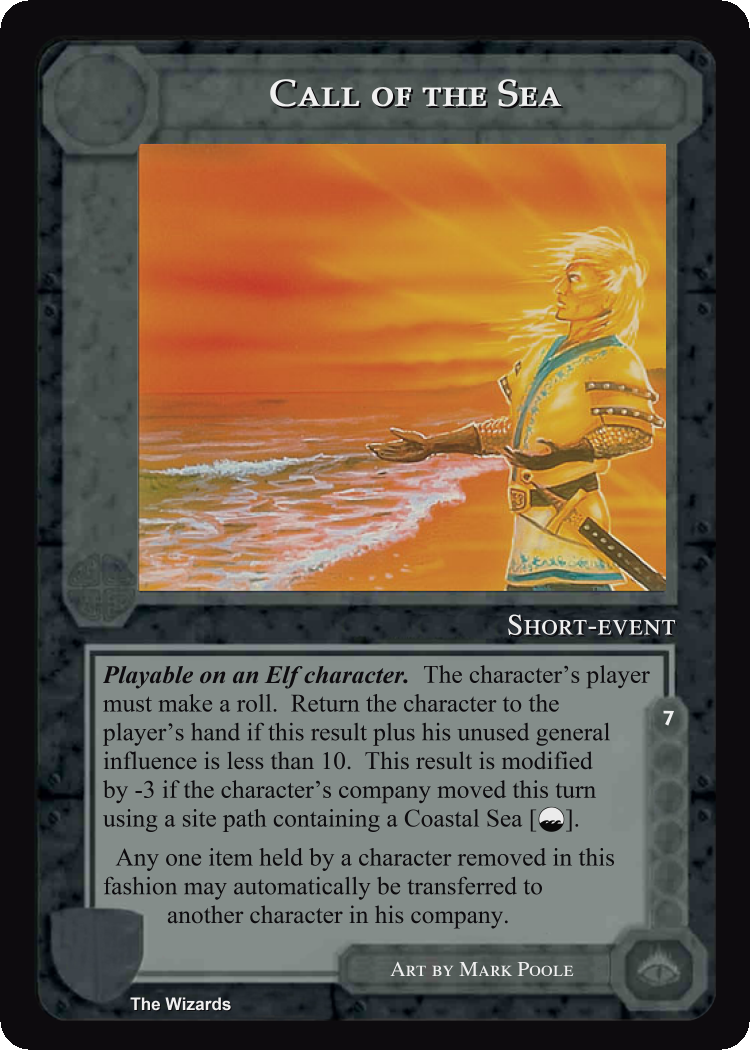 CALL OF THE SEA
SHORT-EVENT
Playable on an Elf character. The character's player
must make a roll. Return the character to the
player's hand if this result plus his unused general
influence is less than 10. This result is modified
by -3 if the character's company moved this turn
using a site path containing a Coastal Sea [ ].
Any one item held by a character removed in this
fashion may automatically be transferred to
another character in his company.
7
ART BY MARK POOLE
The Wizards